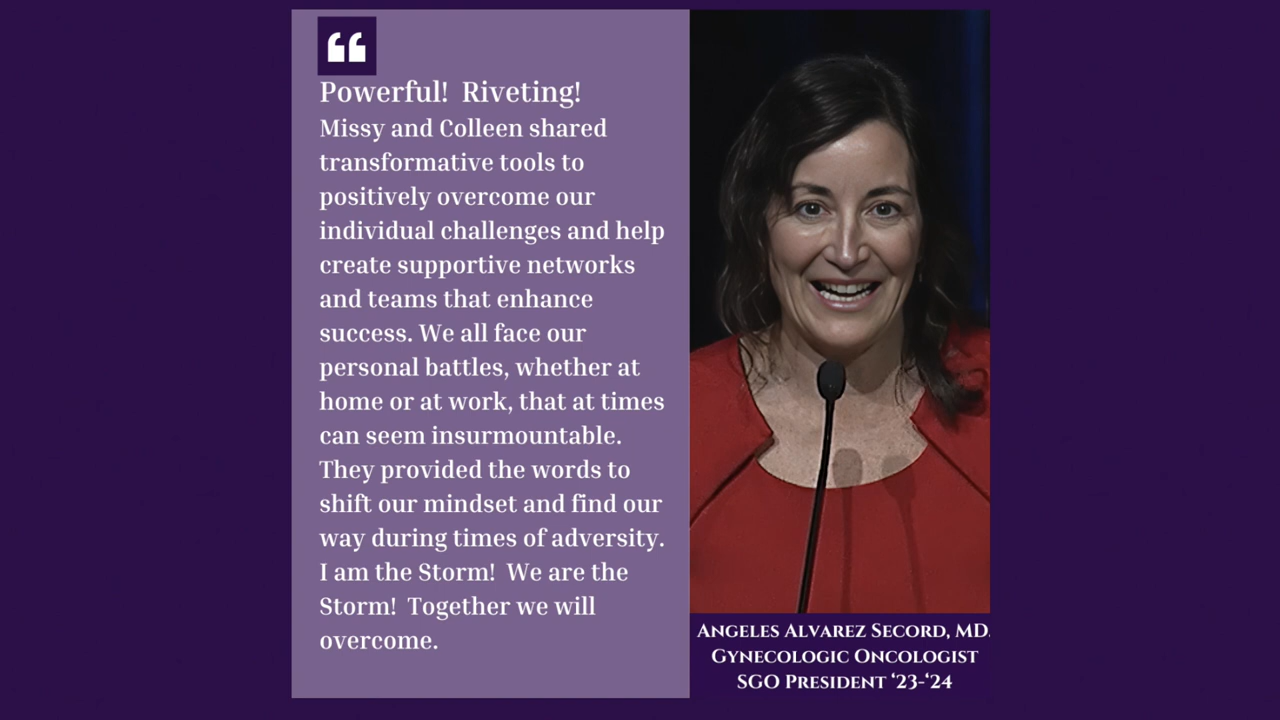 “
Powerful!  Riveting!
Missy and Colleen shared
transformative tools to
positively overcome our
individual challenges and help
create supportive networks
and teams that enhance
success. We all face our
personal battles, whether at
home or at work, that at times
can seem insurmountable.
They provided the words to
shift our mindset and find our
way during times of adversity.
I am the Storm!  We are the
Storm!  Together we will
overcome.
Angeles Alvarez Secord, MD.
Gynecologic Oncologist
SGO President ‘23-‘24